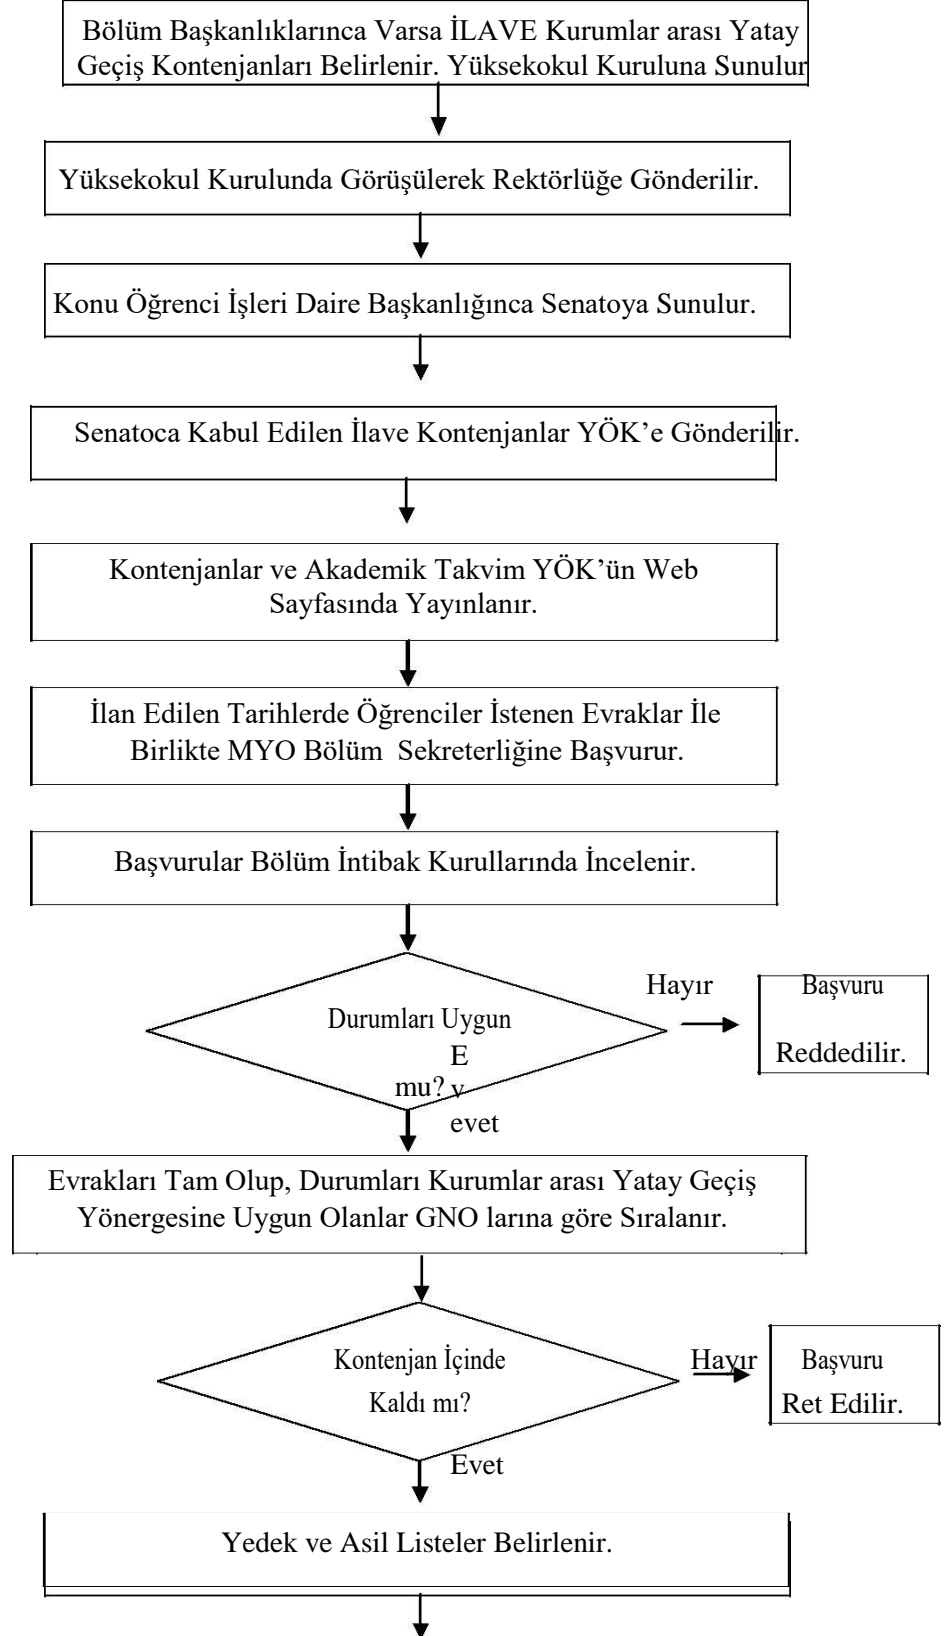 Bölüm Başkanlıklarınca Varsa İLAVE Kurumlar arası Yatay
Geçiş Kontenjanları Belirlenir. Yüksekokul Kuruluna Sunulur
Yüksekokul Kurulunda Görüşülerek Rektörlüğe Gönderilir.
Konu Öğrenci İşleri Daire Başkanlığınca Senatoya Sunulur.
Senatoca Kabul Edilen İlave Kontenjanlar YÖK’e Gönderilir.
Kontenjanlar ve Akademik Takvim YÖK’ün Web
Sayfasında Yayınlanır.
İlan Edilen Tarihlerde Öğrenciler İstenen Evraklar İle
Birlikte MYO Bölüm  Sekreterliğine Başvurur.
Başvurular Bölüm İntibak Kurullarında İncelenir.
Durumları Uygun
mu?
Hayır
Başvuru
Reddedilir.
E
v
evet
Evrakları Tam Olup, Durumları Kurumlar arası Yatay Geçiş
Yönergesine Uygun Olanlar GNO larına göre Sıralanır.
Kontenjan İçinde
Kaldı mı?
Hayır
Başvuru
Ret Edilir.
Evet
Yedek ve Asil Listeler Belirlenir.